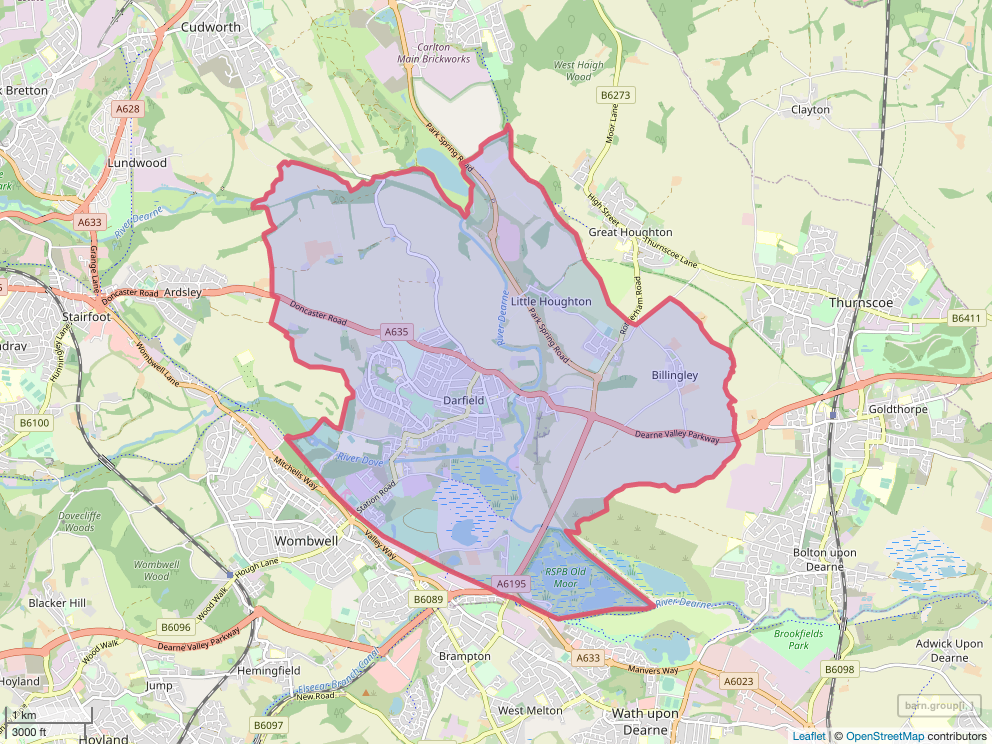 Cudworth
Carlton
Main Brickworks
West Haigh
Wood
Bretton
B6273
A628
Clayton
Park Spring Road
Moor Lane
Lundwood
River Dearne
A633
High Street
Great Houghton
Thurnscoe Lane
Grange Lane
Doncaster Road
Ardsley
Stairfoot
Doncaster Road
A635
River Dearne
Little Houghton
Park Spring Road
Rotherham Road
Thurnscoe
B6411
Hunningley Lane
Wombwell Lane
Billingley
Darfield
Goldthorpe
B6100
Dearne Valley Parkway
River Dove
Mitchells Way
Station Road
Dovecliffe
Woods
Wombwell
Valley Way
Bolton upon
Dearne
Wombwell
Wood
Hough Lane
RSPB Old
Moor
A6195
Blacker Hill
Wood Walk
B6089
River Dearne
B6096
Dearne Valley Parkway
Wood Walk
Brookfields
Park
Adwick Upon
Dearne
Brampton
A633
Manvers Way
B6098
Hoyland
Jump
Hemingfield
Elsecar Branch Canal
New Road
A6023
B6097
West Melton
Wath upon
Dearne
Hoyland
1 km
3000 ft
Leaflet | © OpenStreetMap contributors